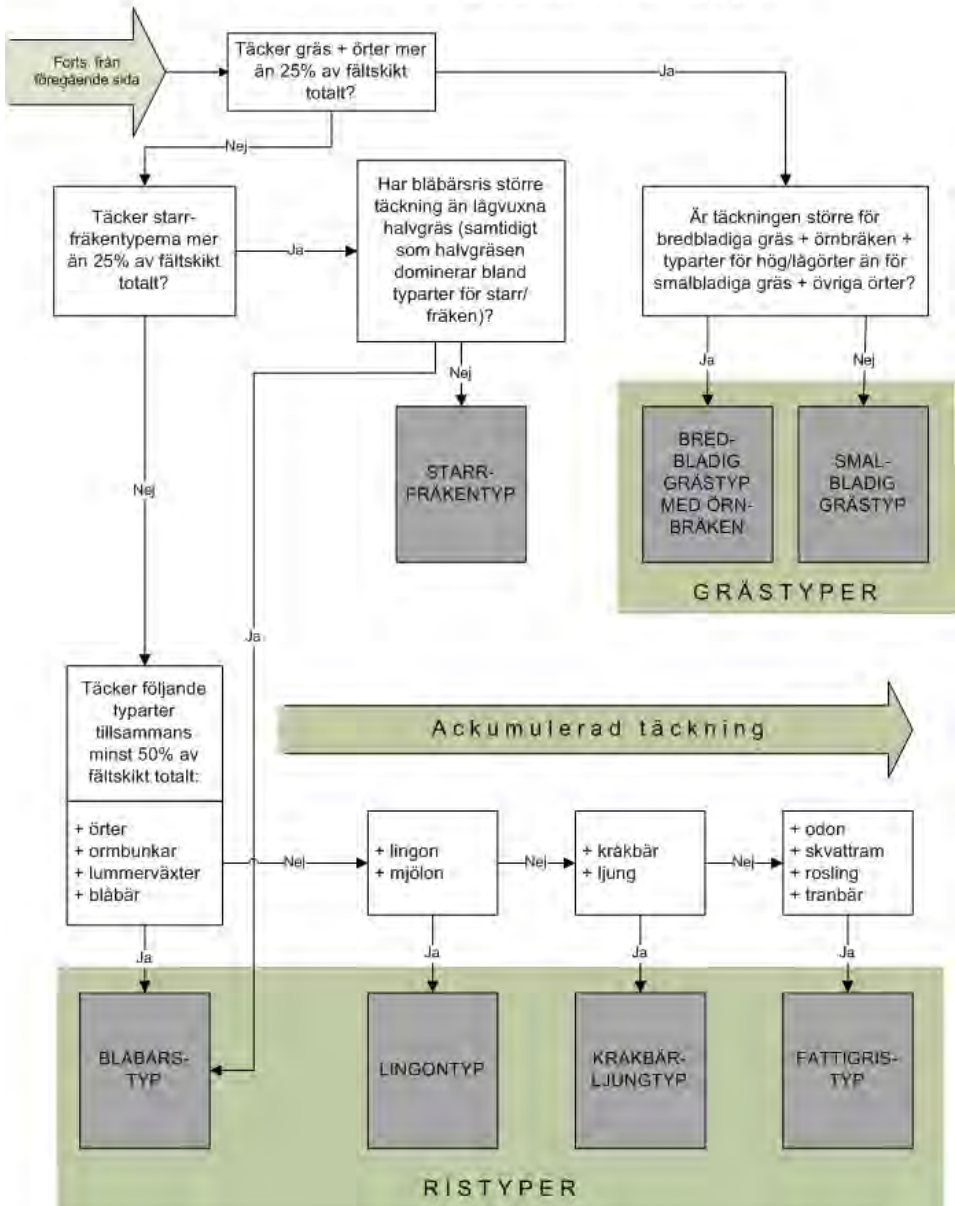 Forts. från
föregående sida
Täcker gräs + örter mer
än 25% av fältskikt
totalt?
Ja
Nej
Täcker starr-
fräkentyperna mer
än 25% av fältskikt
totalt?
Ja
Har blåbärsris större
täckning än lågvuxna
halvgräs (samtidigt
som halvgräsen
dominerar bland
typarter för starr/
fräken)?
Är täckningen större för
bredbladiga gräs + örnbräken +
typarter för hög/lågörter än för
smalbladiga gräs + övriga örter?
Ja
Nej
Nej
BRED-
BLADIG
GRÄSTYP
MED ÖRN-
BRÄKEN
SMAL-
BLADIG
GRÄSTYP
STARR-
FRÄKENTYP
GRÄSTYPER
Nej
Ja
Täcker följande
typarter
tillsammans
minst 50% av
fältskikt totalt:
Ackumulerad täckning
+ örter
+ ormbunkar
+ lummerväxter
+ blåbär
Nej
+ lingon
+ mjölon
Nej
+ kråkbär
+ ljung
Nej
+ odon
+ skvattram
+ rosling
+ tranbär
Ja
Ja
Ja
Ja
BLÅBÄRS-
TYP
LINGONTYP
KRÅKBÄR-
LJUNGTYP
FATTIGRIS-
TYP
RISTYPER